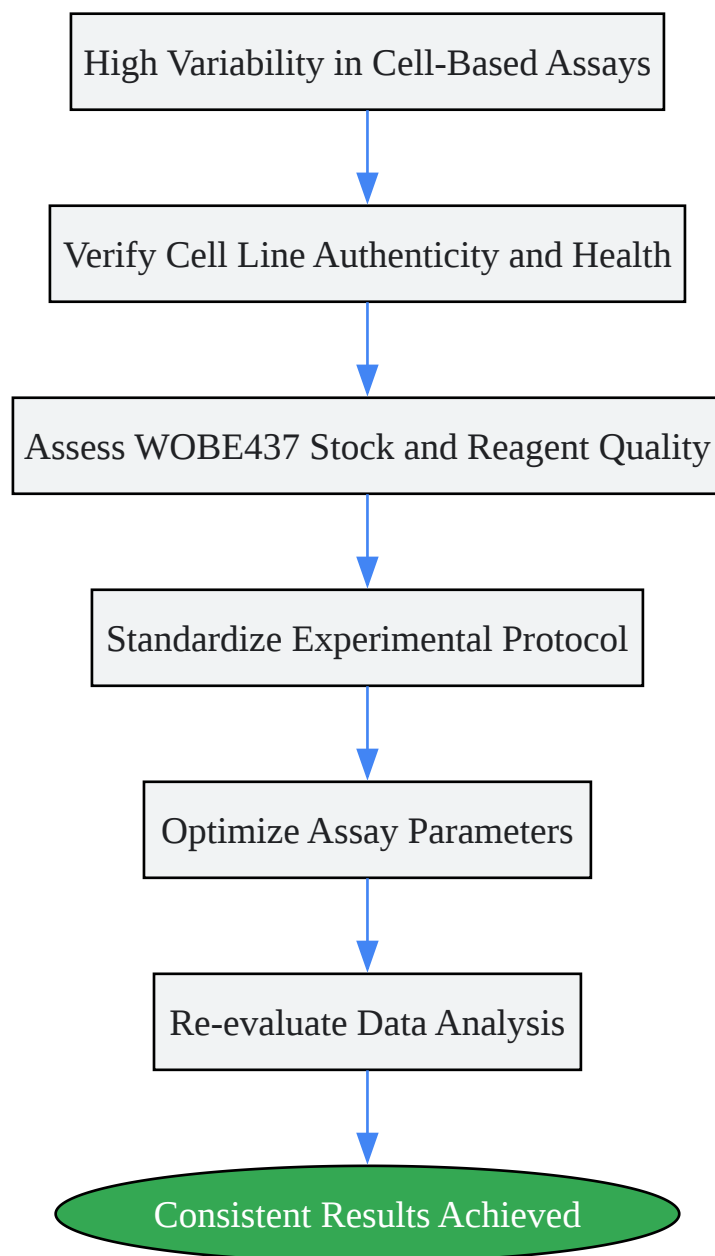 High Variability in Cell-Based Assays
Verify Cell Line Authenticity and Health
Assess WOBE437 Stock and Reagent Quality
Standardize Experimental Protocol
Optimize Assay Parameters
Re-evaluate Data Analysis
Consistent Results Achieved